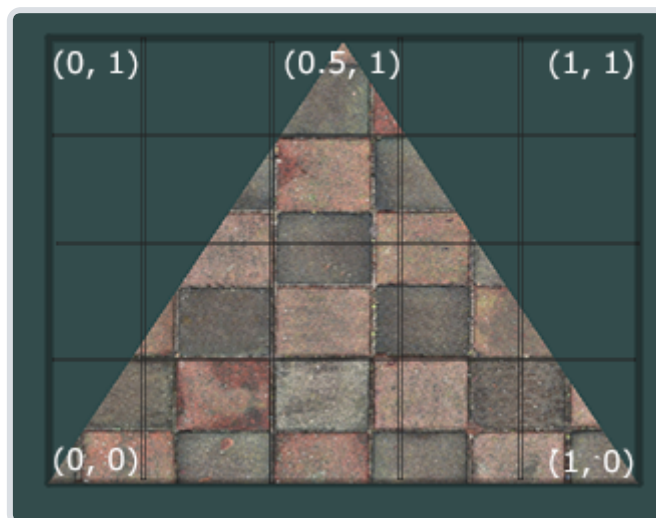 (0, 1) (0.5, 1) (1, 1)
(0, 0) (1, 0)